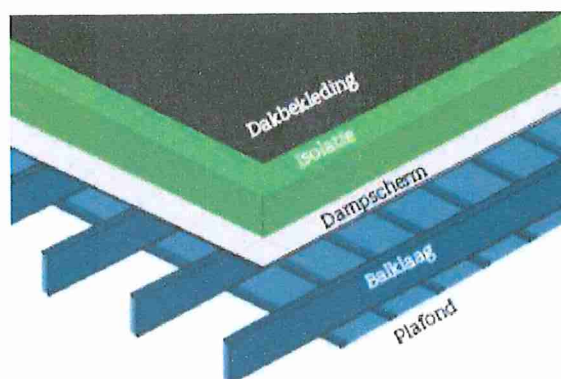 Dakbekleding
Isolatie
Dampscherm
Balklaag
Plafond